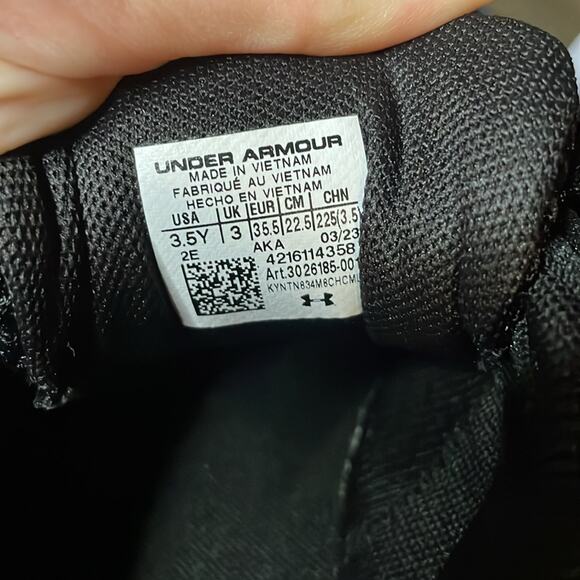 UNDER ARMOUR
MADE IN VIETNAM
FABRIQUÉ AU VIETNAM
HECHO EN VIETNAM
USA UK EUR CM CHN
3.5Y 3 35.5 22.5 225(3.5
2E AKA 03/23
4216114358
Art.3026185-001
KYNTN834M8CHCML